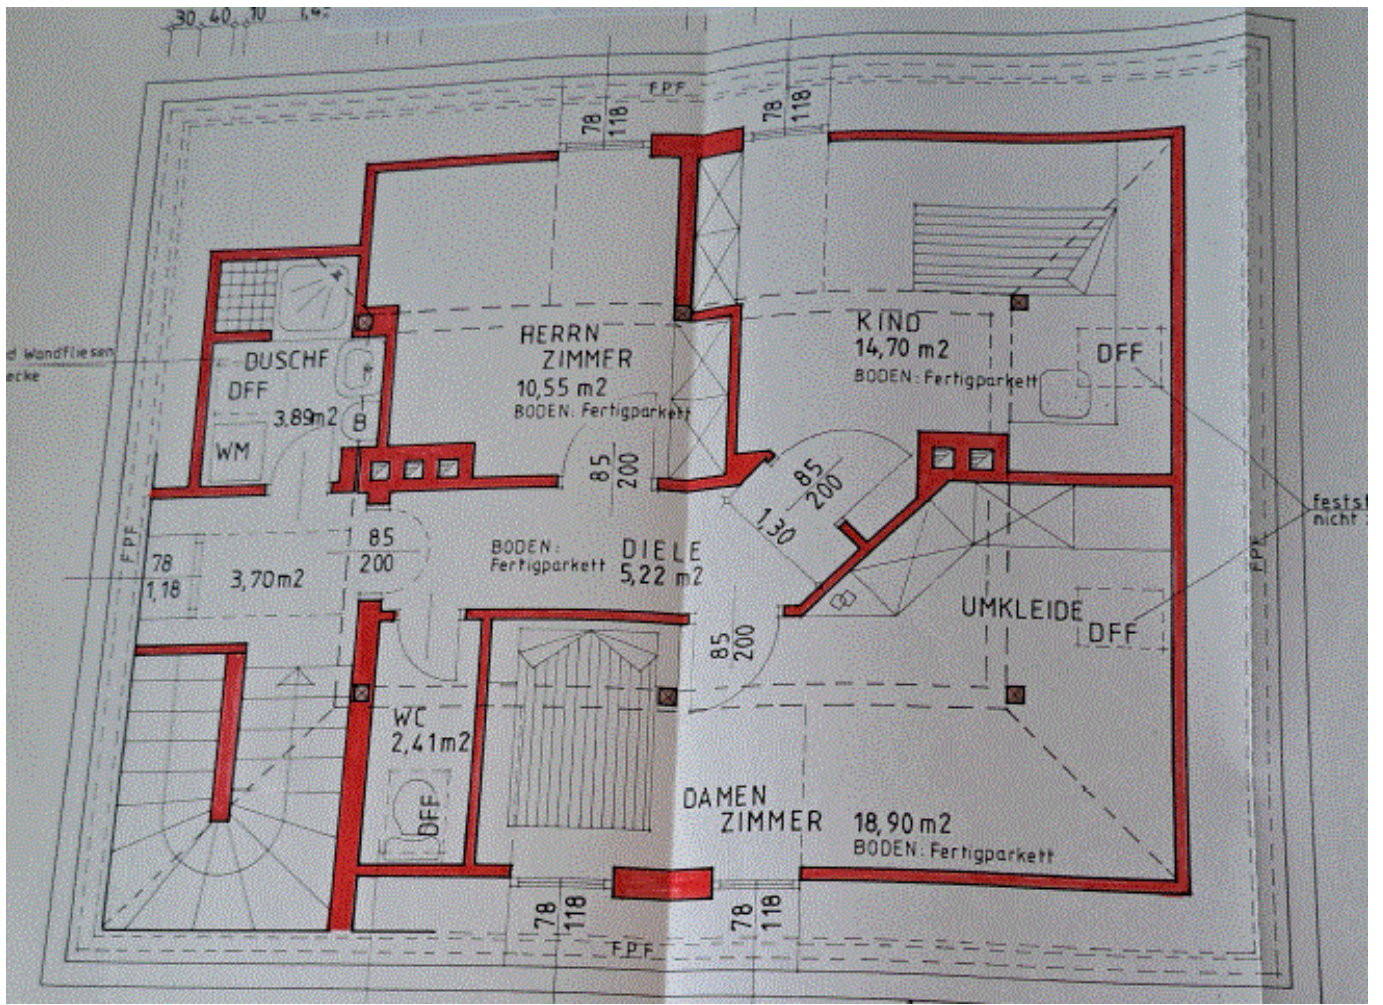 30 40 10
F.P.F.
78
118
78
118
HERRN
ZIMMER
10,55 m2
BODEN: Fertigparkett
KIND
14,70 m2
BODEN: Fertigparkett
DFF
d Wandfliesen
ecke
DUSCHE
DFF
3,89m2
B
WM
85
200
85
200
1,30
FPF
78
1,18
3,70m2
85
200
BODEN:
Fertigparkett
DIELE
5,22 m2
nicht
FPF
UMKLEIDE
DFF
85
200
WC
2,41m2
DFF
DAMEN
ZIMMER
18,90 m2
BODEN: Fertigparkett
78
118
78
118
F.P.F.